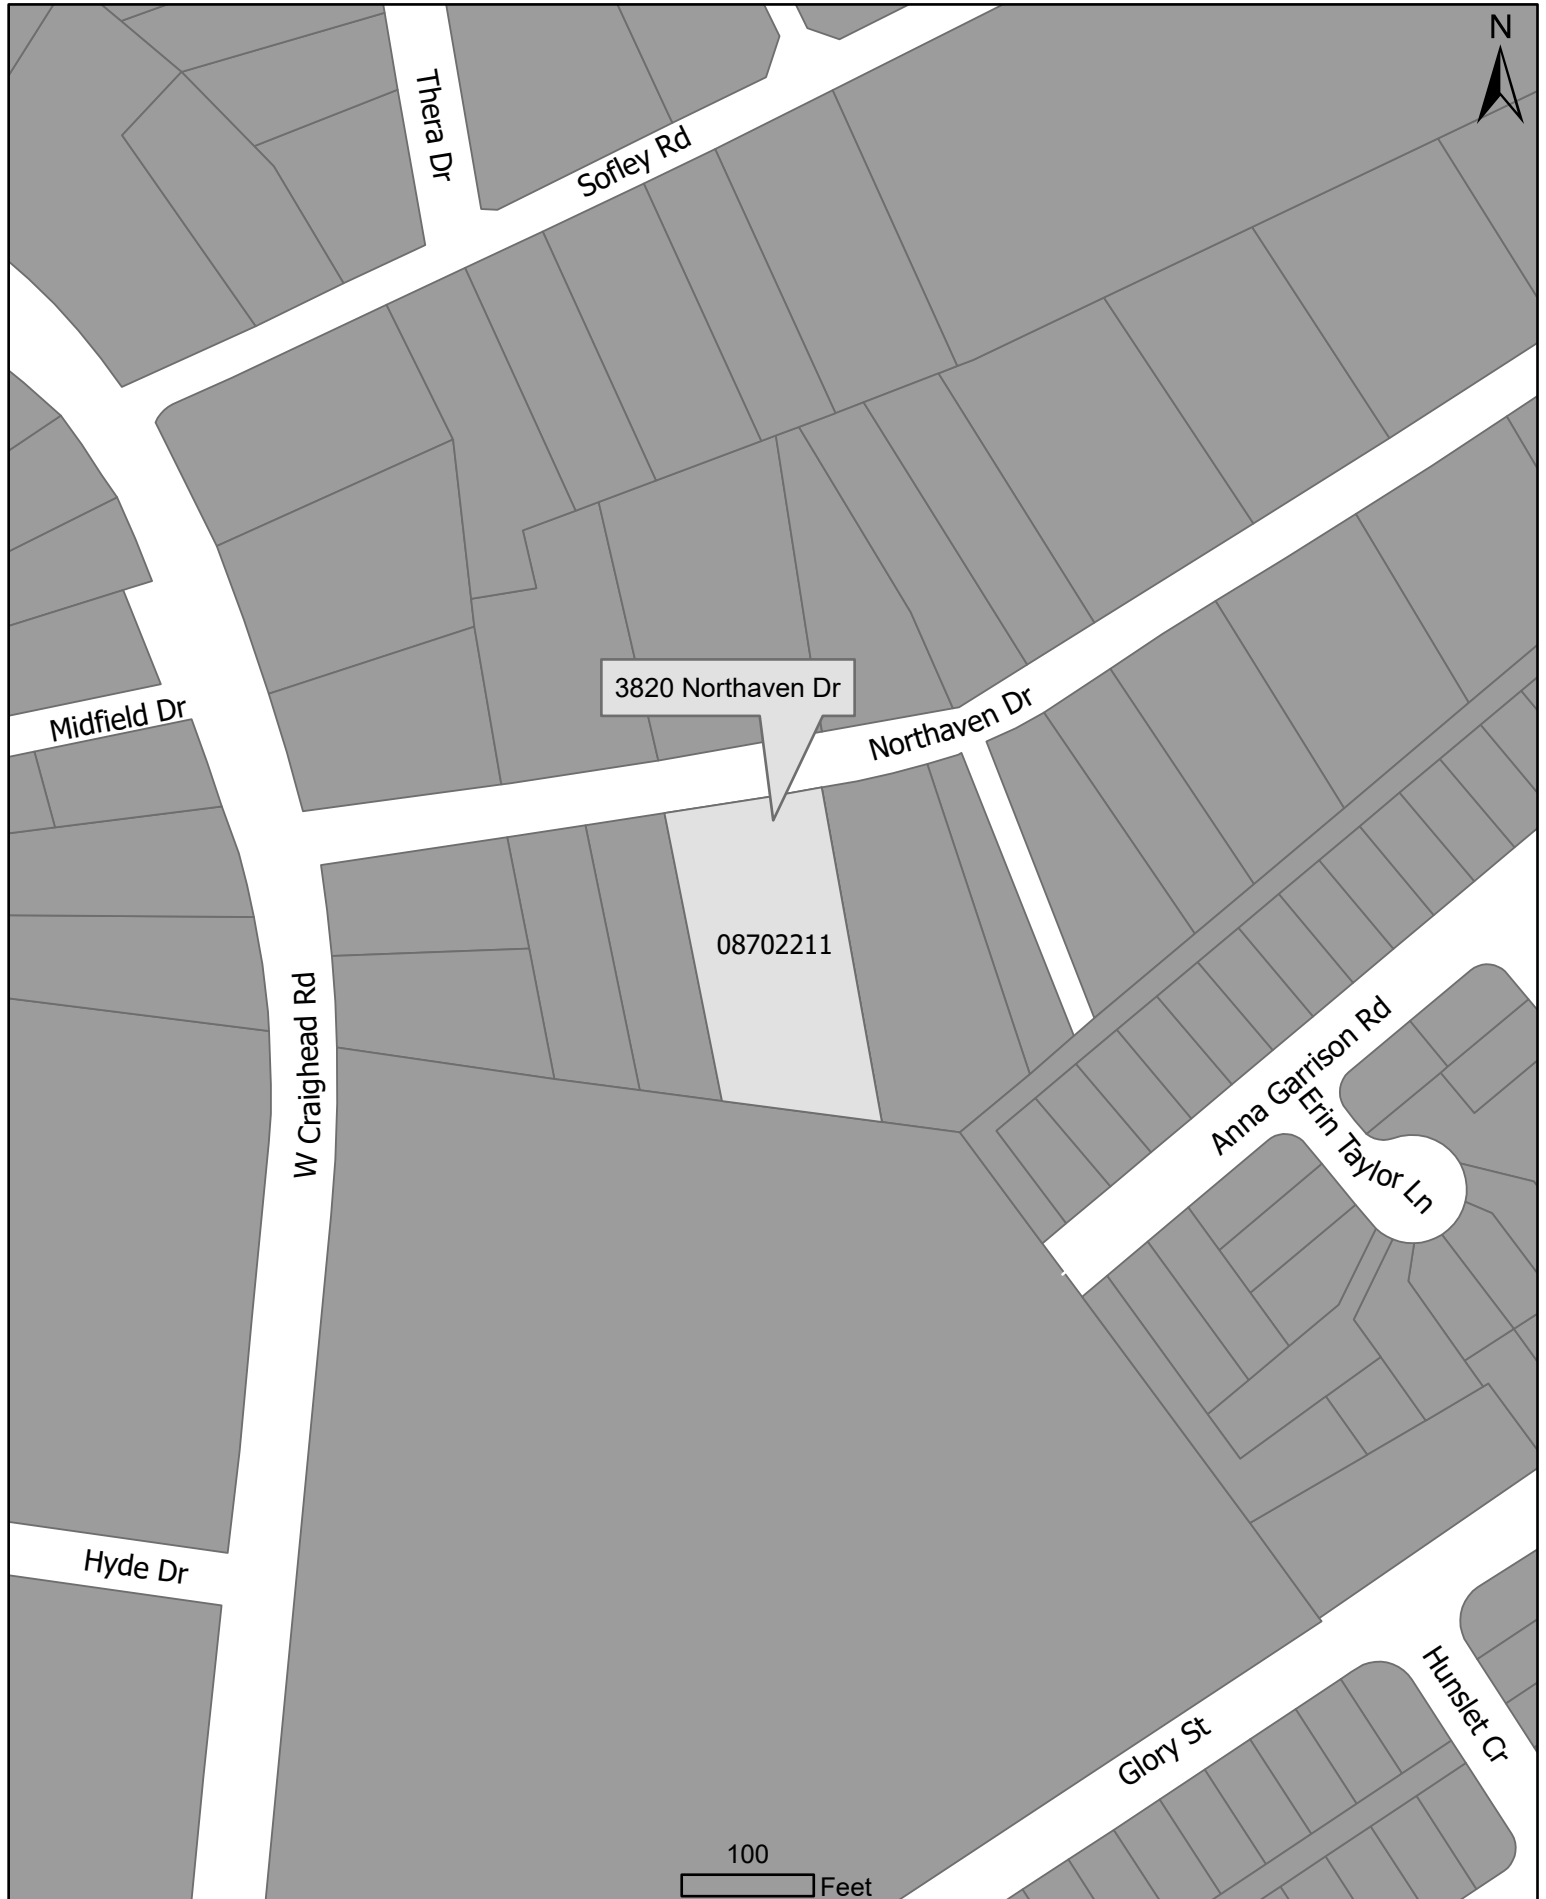 N
Thera Dr
Sofley Rd
3820 Northaven Dr
Midfield Dr
Northaven Dr
08702211
W Craighead Rd
Anna Garrison Rd
Erin Taylor Ln
Hyde Dr
Hunslet Cr
Glory St
100
Feet